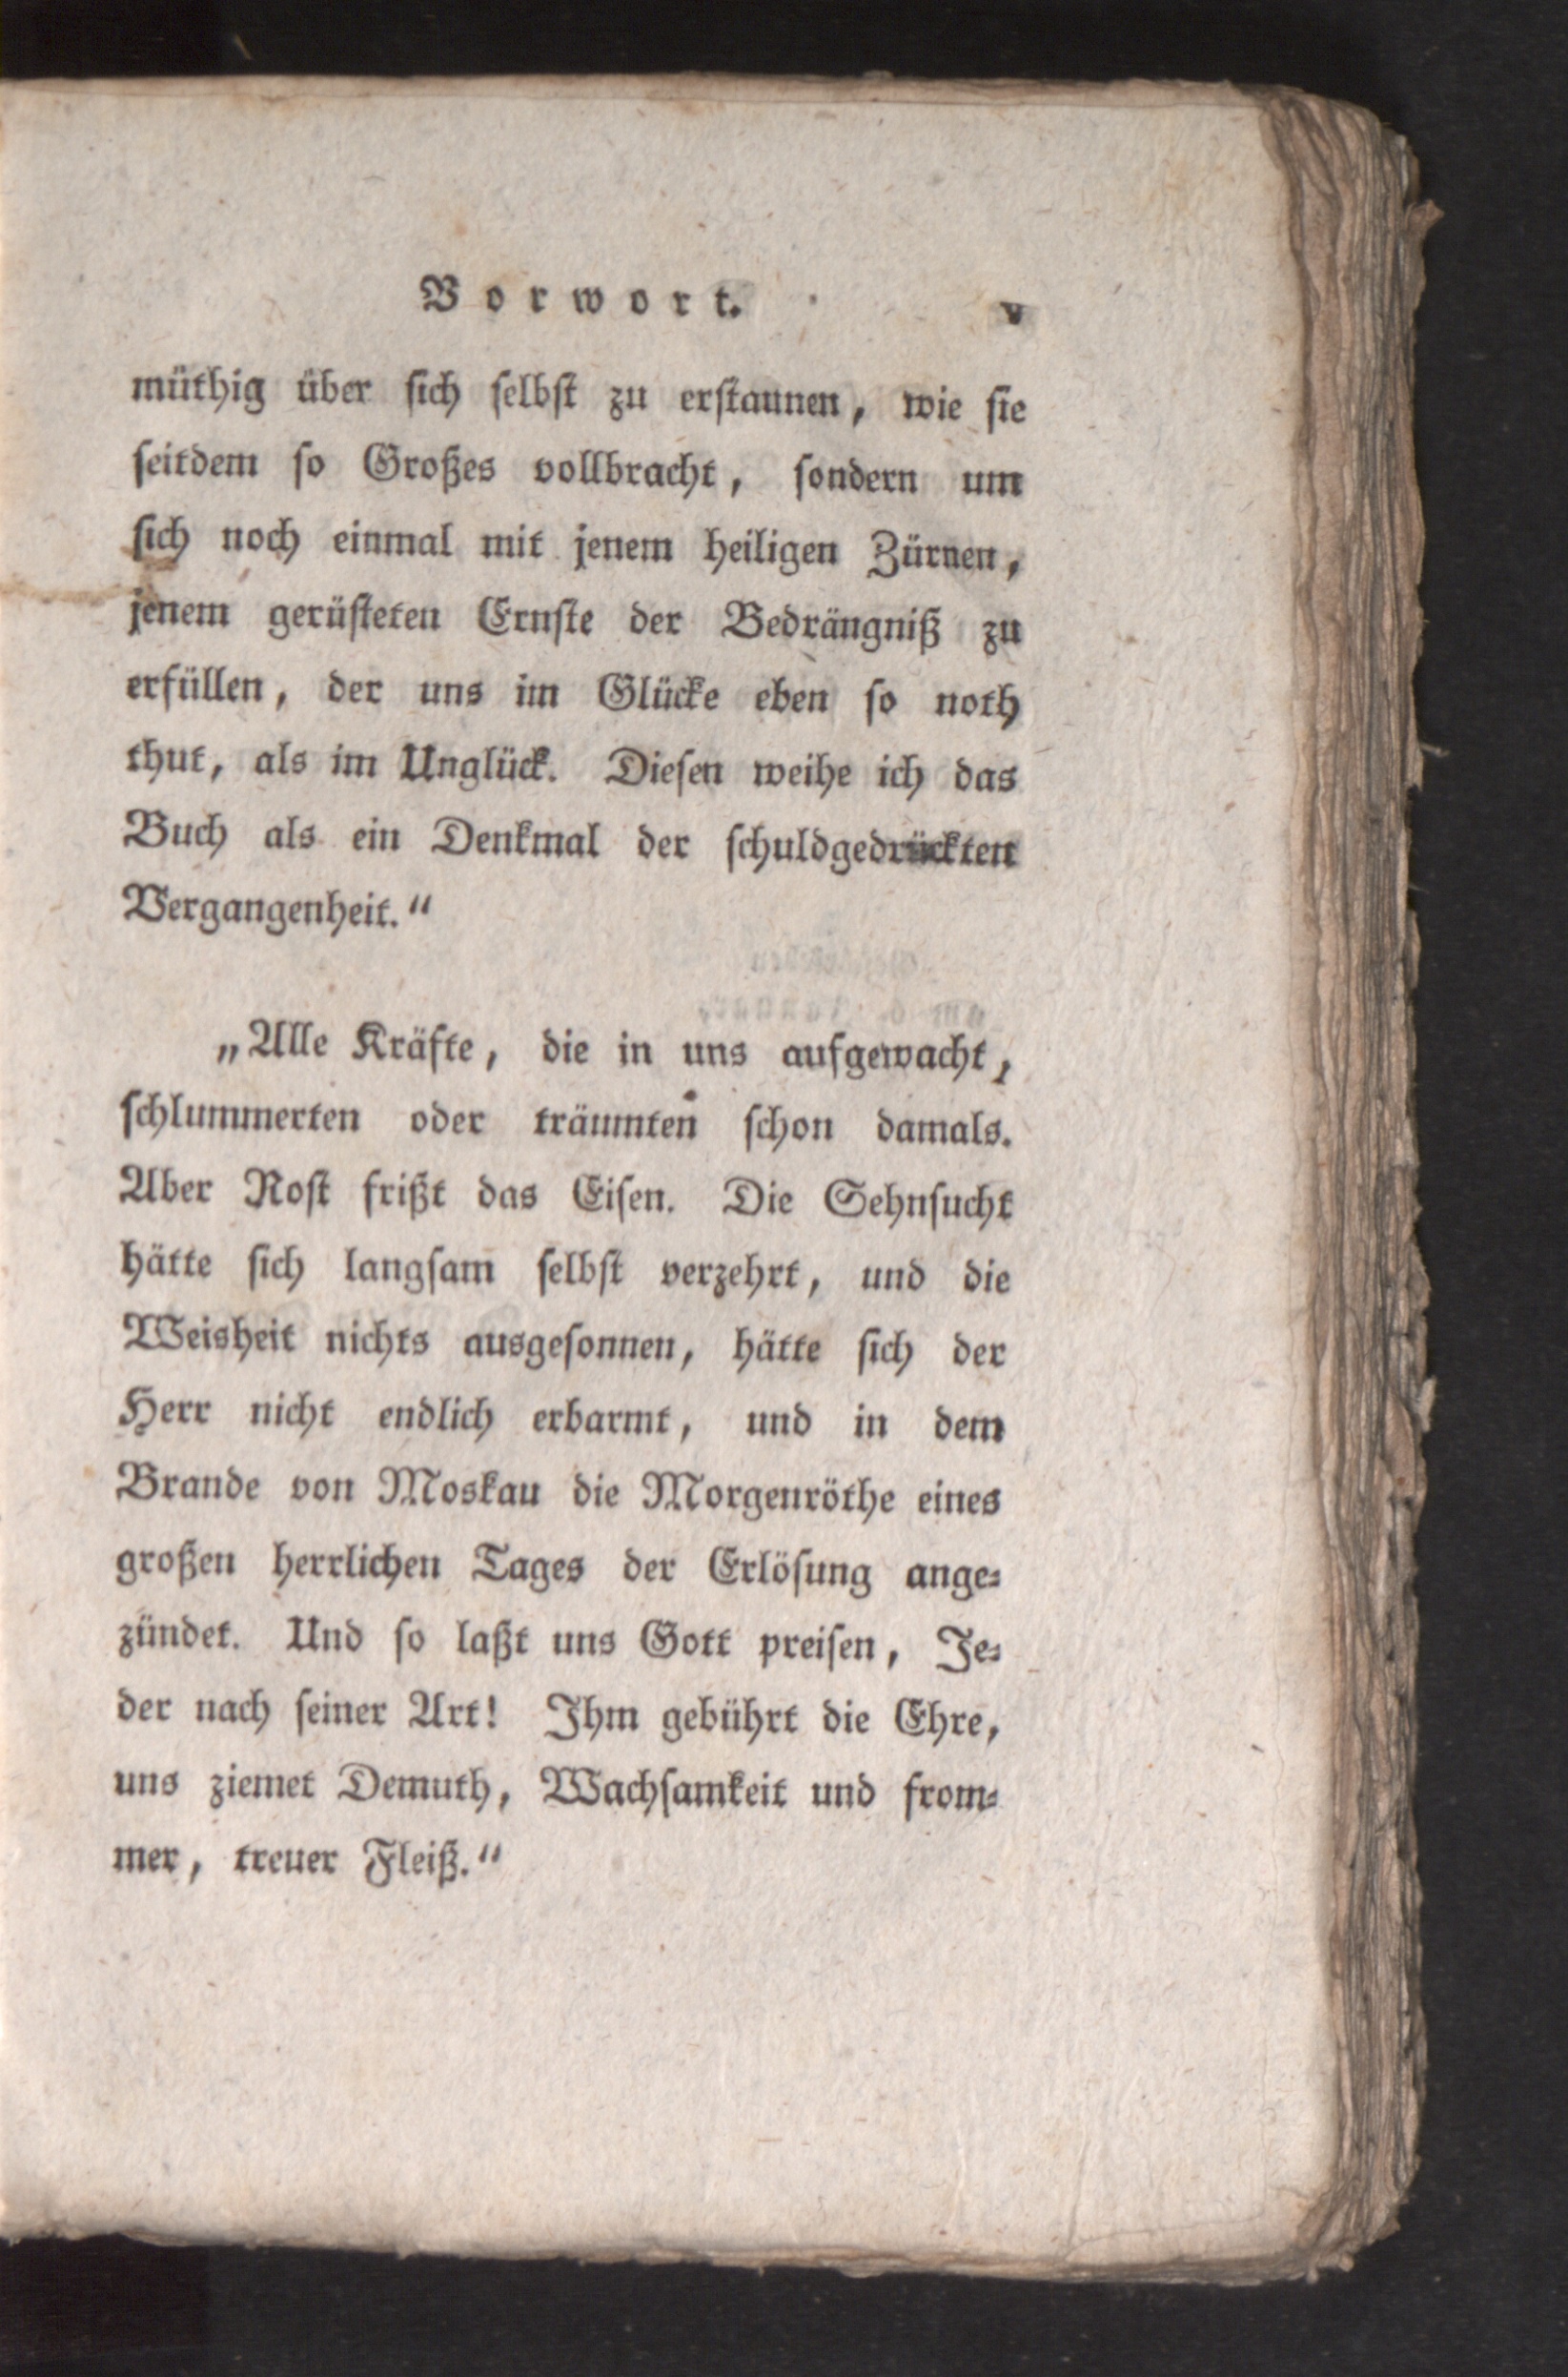 Vorwort. v
müthig über sich selbst zu erstaunen, wie sie
seitdem so Großes vollbracht, sondern um
sich noch einmal mit jenem heiligen Zürnen,
jenem gerüsteten Ernste der Bedrängniß zu
erfüllen, der uns im Glücke eben so noth
thut, als im Unglück. Diesen weihe ich das
Buch als ein Denkmal der schuldgedrückten
Vergangenheit.“
„Alle Kräfte, die in uns aufgewacht,
schlummerten oder träumten schon damals.
Aber Rost frißt das Eisen. Die Sehnsucht
hätte sich langsam selbst verzehrt, und die
Weisheit nichts ausgesonnen, hätte sich der
Herr nicht endlich erbarmt, und in dem
Brande von Moskau die Morgenröthe eines
großen herrlichen Tages der Erlösung ange-
zündet. Und so laßt uns Gott preisen, Je-
der nach seiner Art! Ihm gebührt die Ehre,
uns ziemet Demuth, Wachsamkeit und from-
mer, treuer Fleiß.“